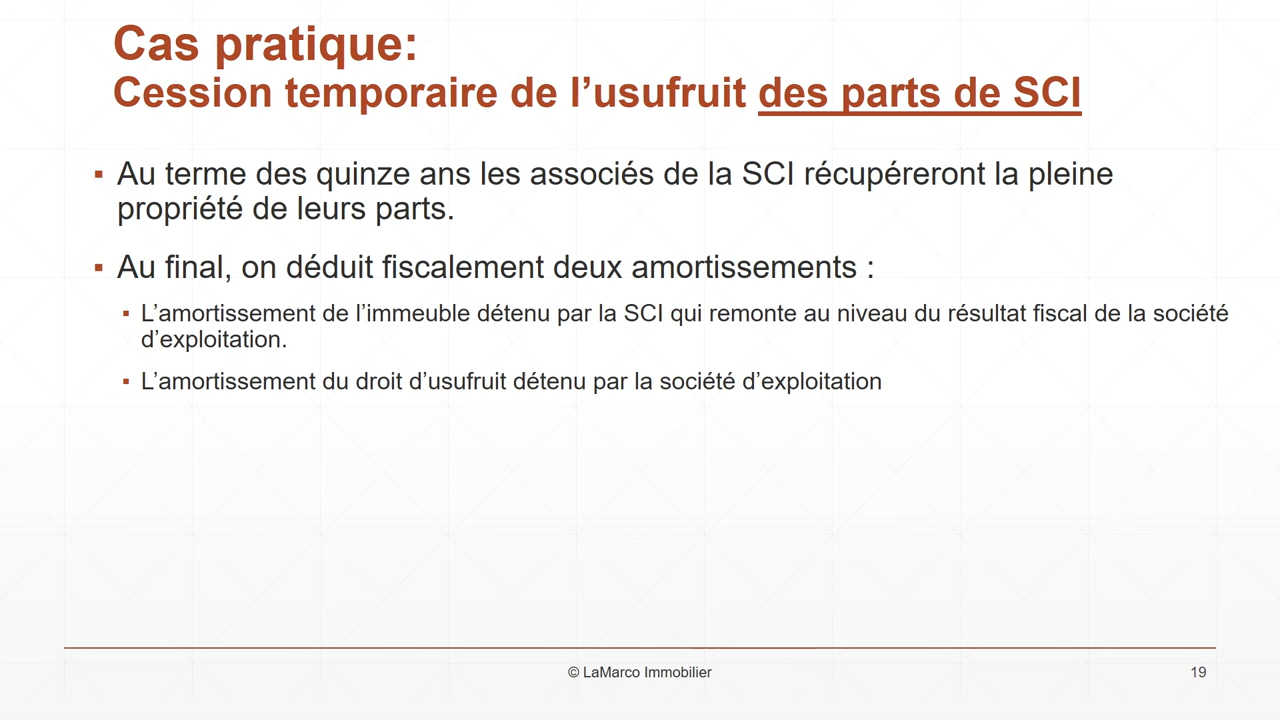 Cas pratique:
Cession temporaire de l’usufruit des parts de SCI
▪ Au terme des quinze ans les associés de la SCI récupéreront la pleine
propriété de leurs parts.
▪ Au final, on déduit fiscalement deux amortissements :
▪ L’amortissement de l’immeuble détenu par la SCI qui remonte au niveau du résultat fiscal de la société
d’exploitation.
▪ L’amortissement du droit d’usufruit détenu par la société d’exploitation
© LaMarco Immobilier
19